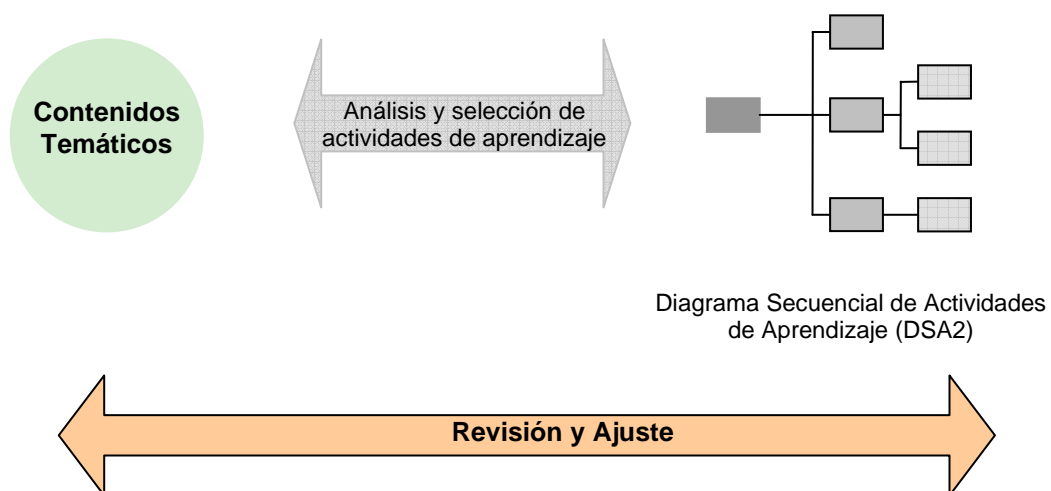 Contenidos
Temáticos
Análisis y selección de
actividades de aprendizaje
Diagrama Secuencial de Actividades
de Aprendizaje (DSA2)
Revisión y Ajuste